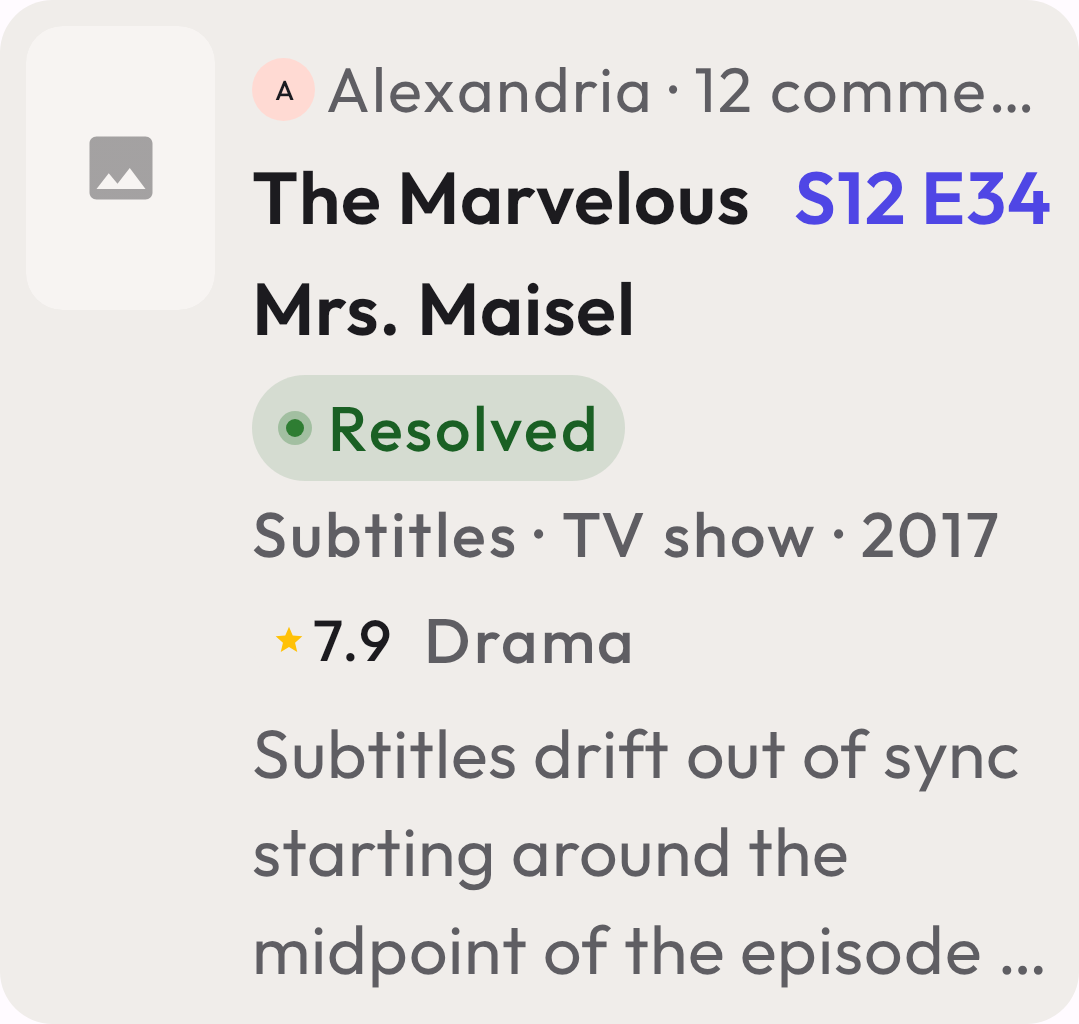 A Alexandria · 12 comme...
The Marvelous S12 E34
Mrs. Maisel
Resolved
Subtitles · TV show · 2017
7.9 Drama
Subtitles drift out of sync
starting around the
midpoint of the episode ...